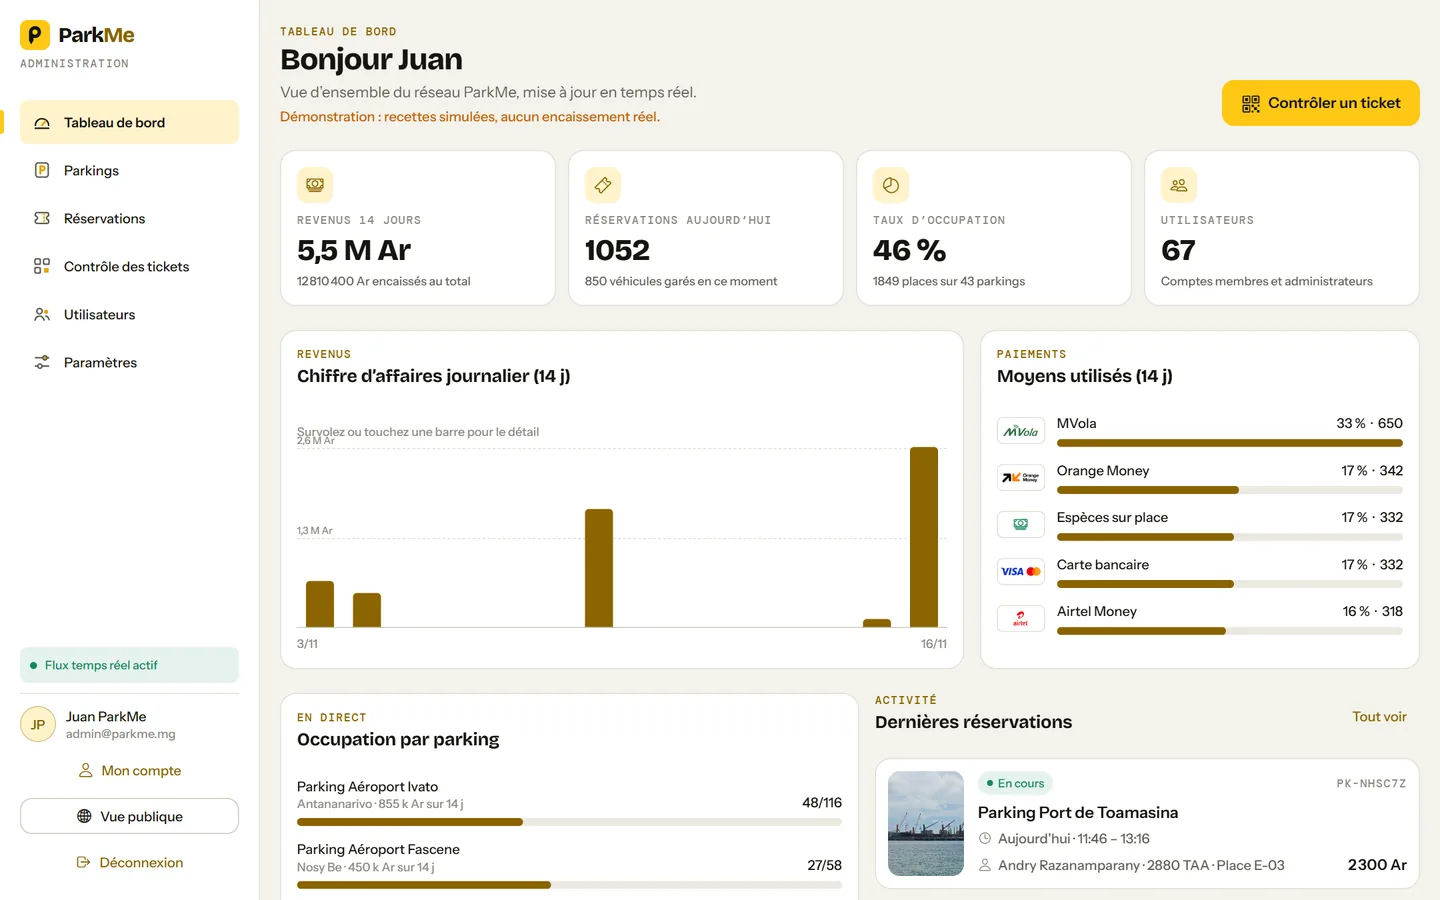 ParkMe
ADMINISTRATION
Tableau de bord
Parkings
Réservations
Contrôle des tickets
Utilisateurs
Paramètres
Flux temps réel actif
JP
Juan ParkMe
admin@parkme.mg
Mon compte
Vue publique
Déconnexion
TABLEAU DE BORD
Bonjour Juan
Vue d’ensemble du réseau ParkMe, mise à jour en temps réel.
Démonstration : recettes simulées, aucun encaissement réel.
Contrôler un ticket
REVENUS 14 JOURS
5,5 M Ar
12 810 400 Ar encaissés au total
RÉSERVATIONS AUJOURD’HUI
1052
850 véhicules garés en ce moment
TAUX D’OCCUPATION
46 %
1849 places sur 43 parkings
UTILISATEURS
67
Comptes membres et administrateurs
REVENUS
Chiffre d’affaires journalier (14 j)
Survolez ou touchez une barre pour le détail
2,6 M Ar
1,3 M Ar
3/11
16/11
PAIEMENTS
Moyens utilisés (14 j)
MVola
MVola
33 % · 650
Orange Money
Orange Money
17 % · 342
Espèces sur place
17 % · 332
VISA
Carte bancaire
17 % · 332
airtel
Airtel Money
16 % · 318
EN DIRECT
Occupation par parking
Parking Aéroport Ivato
Antananarivo · 855 k Ar sur 14 j
48/116
Parking Aéroport Fascene
Nosy Be · 450 k Ar sur 14 j
27/58
ACTIVITÉ
Dernières réservations
Tout voir
En cours
PK-NHSC7Z
Parking Port de Toamasina
Aujourd’hui · 11:46 – 13:16
Andry Razanamparany · 2880 TAA · Place E-03
2 300 Ar